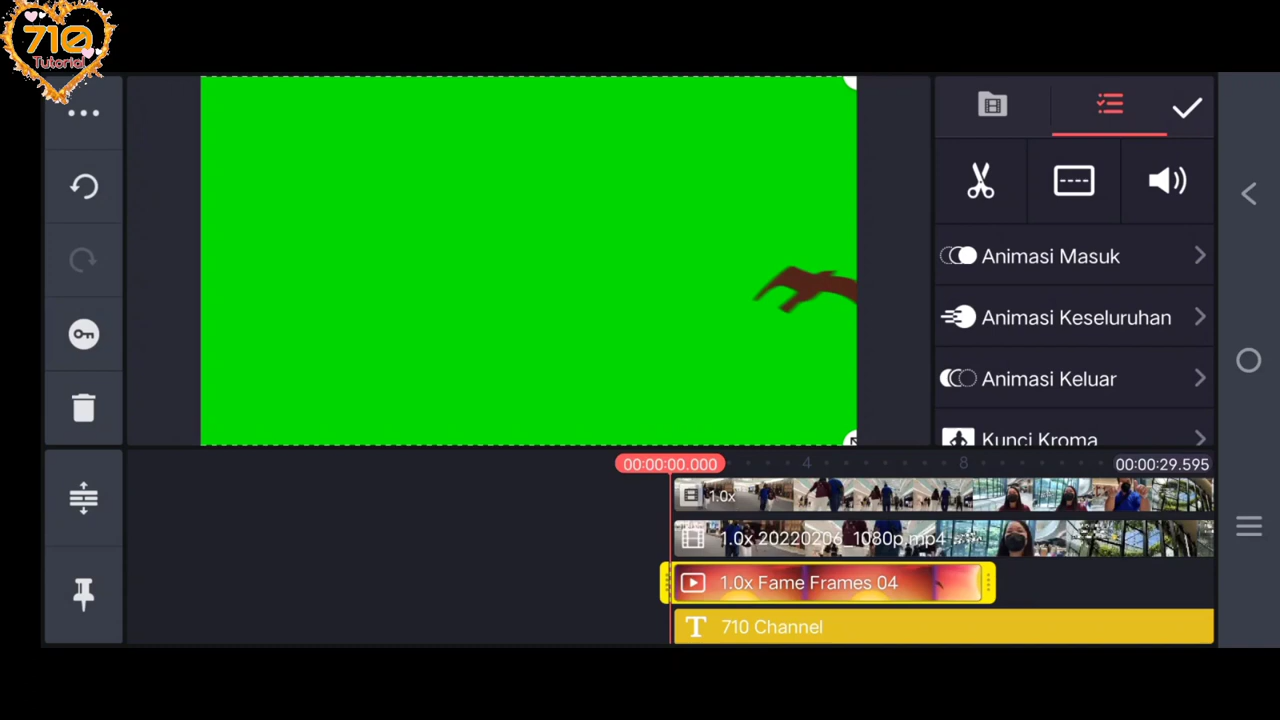 710
Tutorial
Animasi Masuk
Animasi Keseluruhan
Animasi Keluar
Kunci Kroma
00:00:00.000
4
8
00:00:29.595
1.0x
1.0x 20220206_1080p.mp4
1.0x Fame Frames 04
T 710 Channel